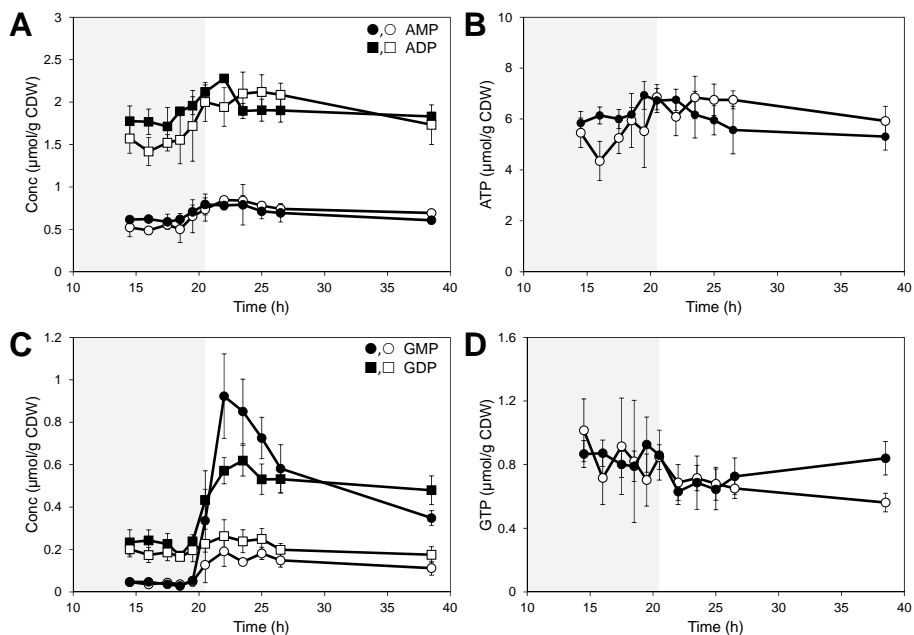 A
3
2.5
2
1.5
1
0.5
0
Conc (µmol/g CDW)
10 15 20 25 30 35 40
Time (h)
●,○ AMP
■,□ ADP
B
10
8
6
4
2
0
ATP (µmol/g CDW)
10 15 20 25 30 35 40
Time (h)
C
1.2
1
0.8
0.6
0.4
0.2
0
Conc (µmol/g CDW)
10 15 20 25 30 35 40
Time (h)
●,○ GMP
■,□ GDP
D
1.6
1.2
0.8
0.4
0
GTP (µmol/g CDW)
10 15 20 25 30 35 40
Time (h)